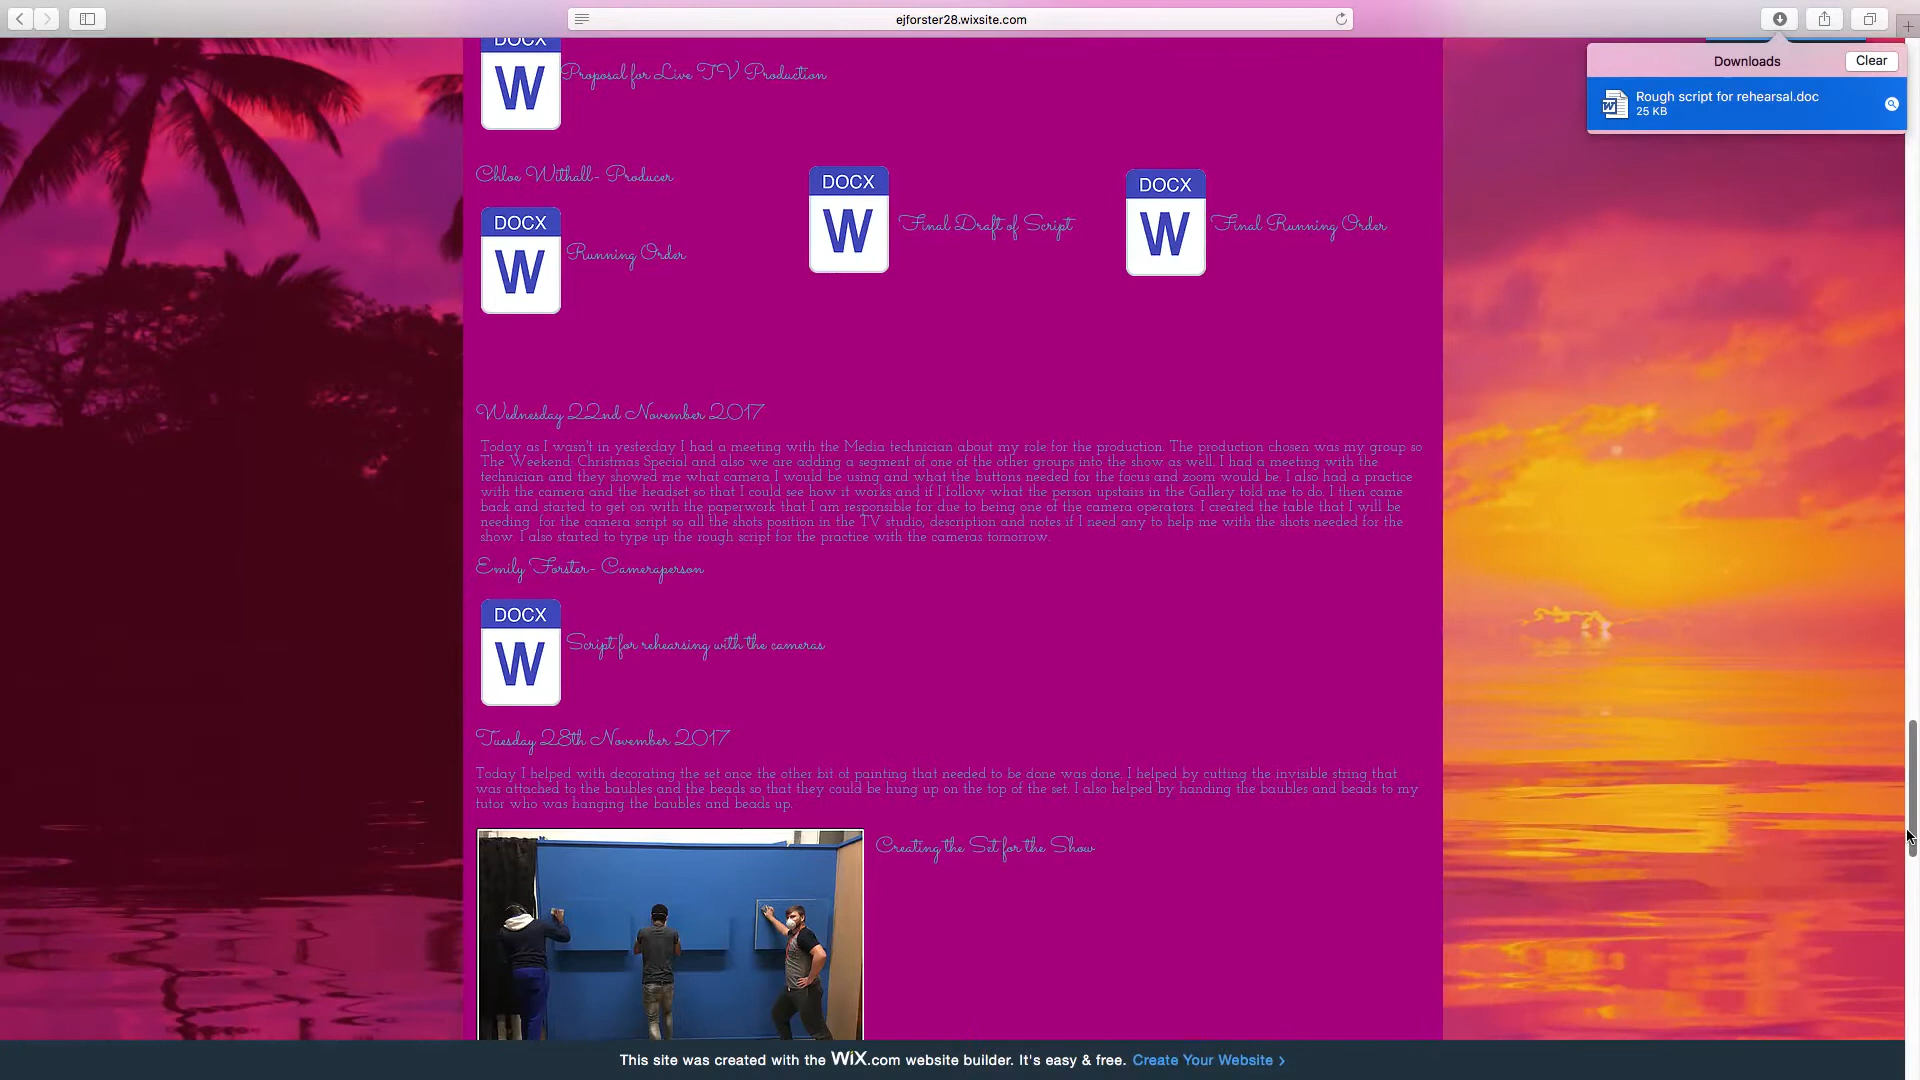 ejforster28.wixsite.com
Downloads
Clear
Rough script for rehearsal.doc
25 KB
DOCX
W
Proposal for Live TV Production
Chloe Withall- Producer
DOCX
W
Running Order
DOCX
W
Final Draft of Script
DOCX
W
Final Running Order
Wednesday 22nd November 2017
Today as I wasn't in yesterday I had a meeting with the Media technician about my role for the production. The production chosen was my group so
The Weekend: Christmas Special and also we are adding a segment of one of the other groups into the show as well. I had a meeting with the
technician and they showed me what camera I would be using and what the buttons needed for the focus and zoom would be. I also had a practice
with the camera and the headset so that I could see how it works and if I follow what the person upstairs in the Gallery told me to do. I then came
back and started to get on with the paperwork that I am responsible for due to being one of the camera operators. I created the table that I will be
needing for the camera script so all the shots position in the TV studio, description and notes if I need any to help me with the shots needed for the
show. I also started to type up the rough script for the practice with the cameras tomorrow.
Emily Forster- Cameraperson
DOCX
W
Script for rehearsing with the cameras
Tuesday 28th November 2017
Today I helped with decorating the set once the other bit of painting that needed to be done was done. I helped by cutting the invisible string that
was attached to the baubles and the beads so that they could be hung up on the top of the set. I also helped by handing the baubles and beads to my
tutor who was hanging the baubles and beads up.
Creating the Set for the Show
This site was created with the WiX.com website builder. It's easy & free. Create Your Website >